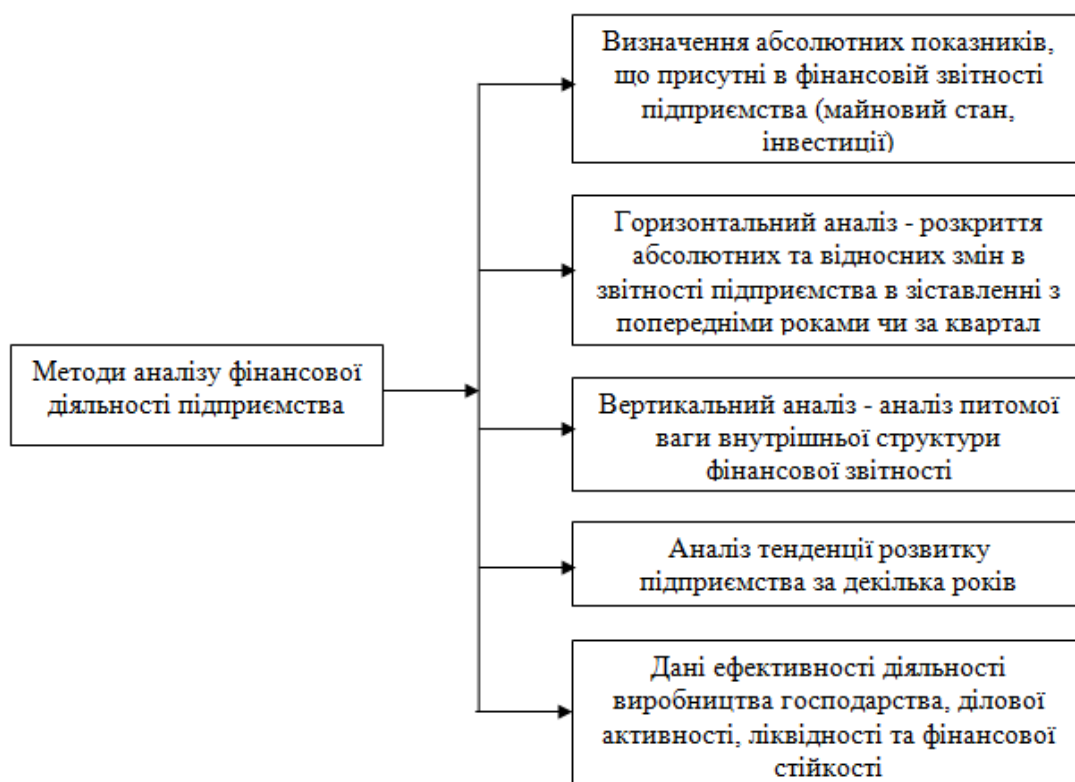 Визначення абсолютних показників,
що присутні в фінансовій звітності
підприємства (майновий стан,
інвестиції)
Горизонтальний аналіз - розкриття
абсолютних та відносних змін в
звітності підприємства в зіставленні з
попередніми роками чи за квартал
Методи аналізу фінансової
діяльності підприємства
Вертикальний аналіз - аналіз питомої
ваги внутрішньої структури
фінансової звітності
Аналіз тенденції розвитку
підприємства за декілька років
Дані ефективності діяльності
виробництва господарства, ділової
активності, ліквідності та фінансової
стійкості